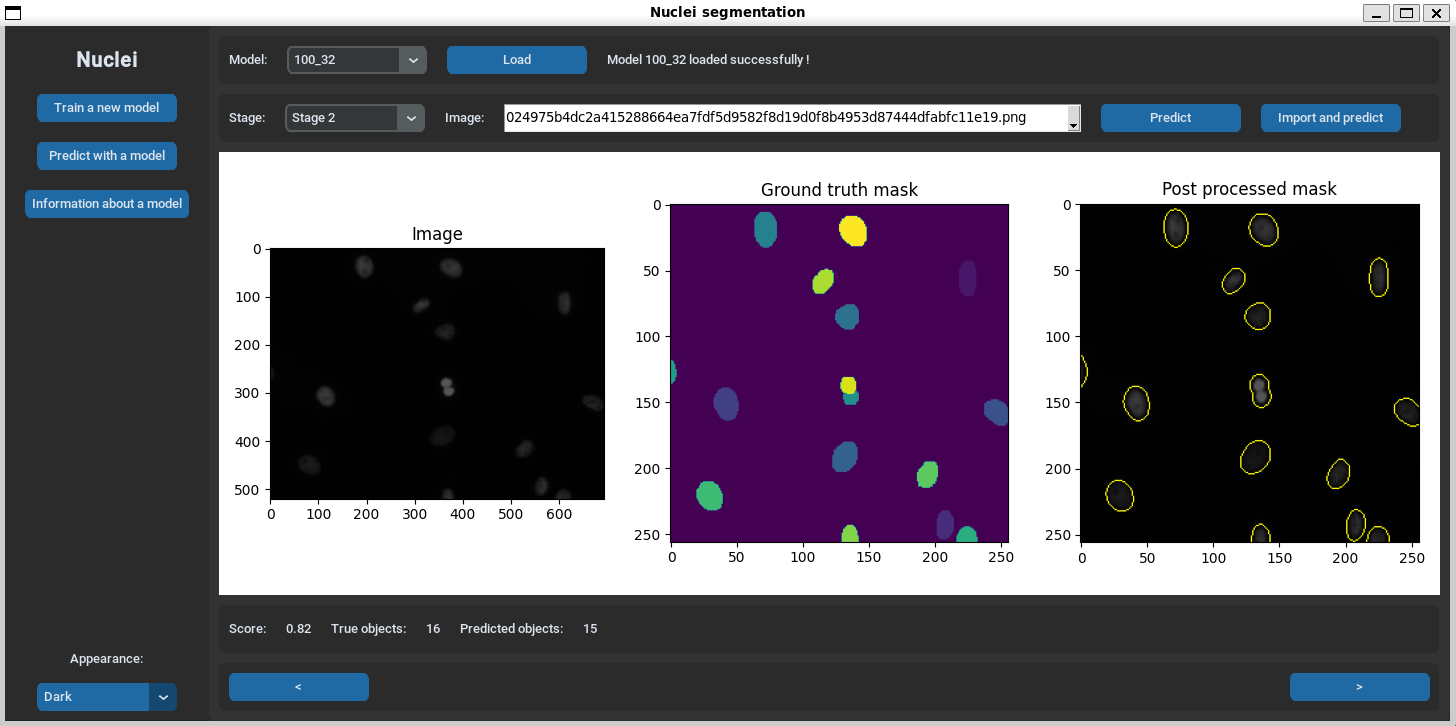 Nuclei segmentation
Nuclei
Train a new model
Predict with a model
Information about a model
Appearance:
Dark
Model: 100_32 Load Model 100_32 loaded successfully !
Stage: Stage 2 Image: 024975b4dc2a415288664ea7fdf5d9582f8d19d0f8b4953d87444dfabfc11e19.png Predict Import and predict
Image
0
100
200
300
400
500
0 100 200 300 400 500 600
Ground truth mask
0
50
100
150
200
250
0 50 100 150 200 250
Post processed mask
0
50
100
150
200
250
0 50 100 150 200 250
Score: 0.82 True objects: 16 Predicted objects: 15
< >